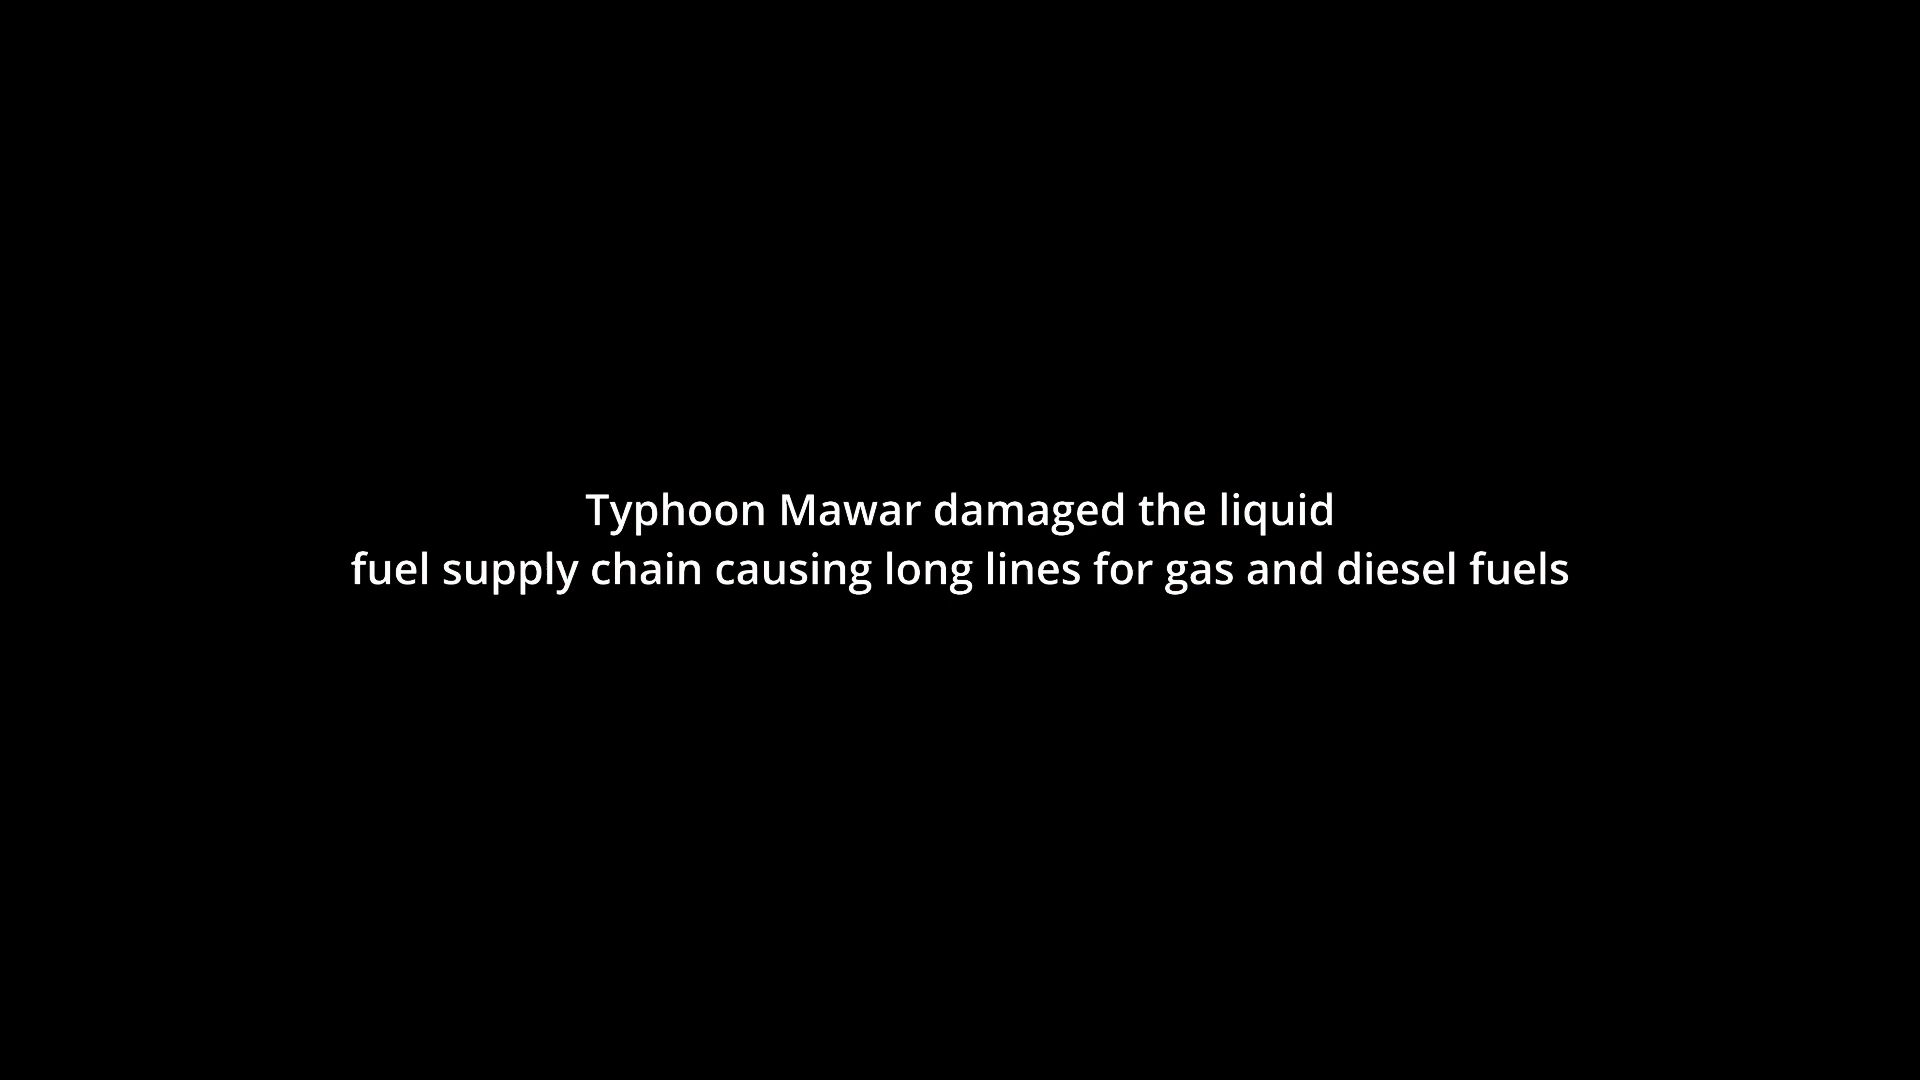 Typhoon Mawar damaged the liquid
fuel supply chain causing long lines for gas and diesel fuels